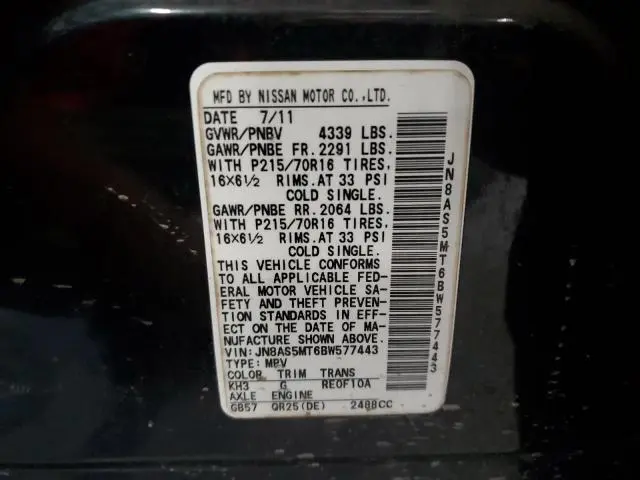 MFD BY NISSAN MOTOR CO.,LTD.
DATE 7/11
GVWR/PNBV 4339 LBS.
GAWR/PNBE FR. 2291 LBS.
WITH P215/70R16 TIRES,
16X6½ RIMS.AT 33 PSI
COLD SINGLE.
GAWR/PNBE RR. 2064 LBS.
WITH P215/70R16 TIRES,
16X6½ RIMS.AT 33 PSI
COLD SINGLE.
THIS VEHICLE CONFORMS
TO ALL APPLICABLE FED-
ERAL MOTOR VEHICLE SA-
FETY AND THEFT PREVEN-
TION STANDARDS IN EFF-
ECT ON THE DATE OF MA-
NUFACTURE SHOWN ABOVE.
VIN: JN8AS5MT6BW577443
TYPE: MPV
COLOR TRIM TRANS
KH3 G RE0F10A
AXLE ENGINE
GB57 QR25(DE) 2488CC
JN8AS5MT6BW577443